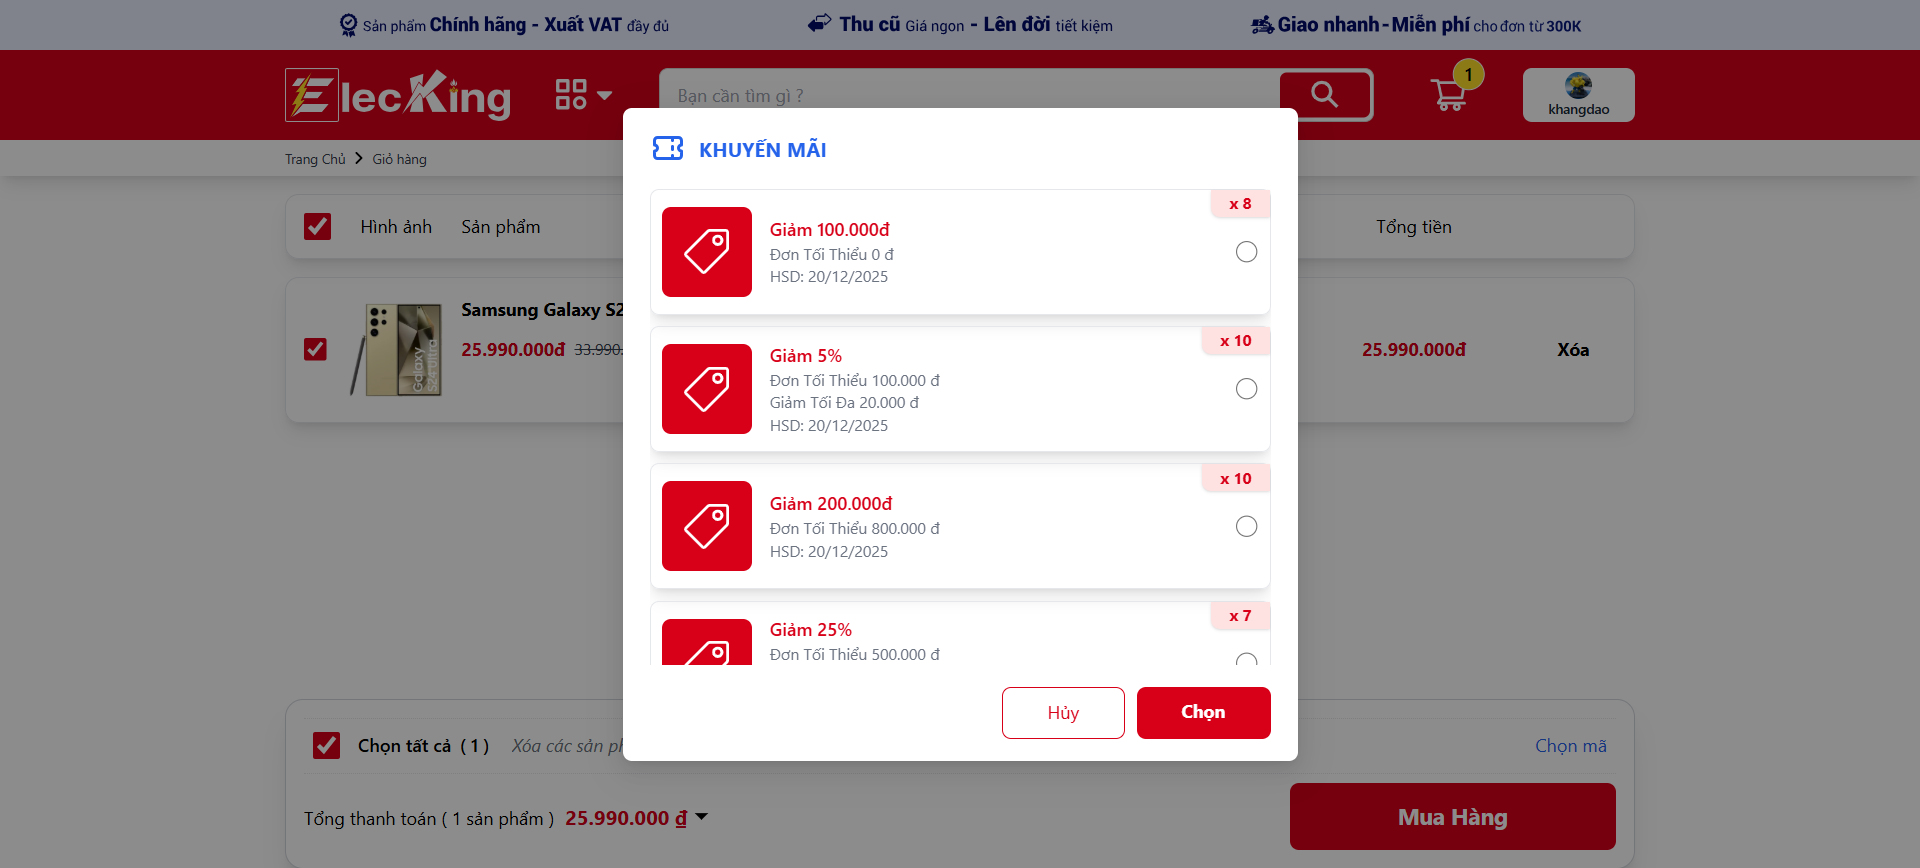 Sản phẩm Chính hãng - Xuất VAT đầy đủ
Thu cũ Giá ngon - Lên đời tiết kiệm
Giao nhanh - Miễn phí cho đơn từ 300K
ElecKing
Bạn cần tìm gì ?
1
khangdao
Trang Chủ > Giỏ hàng
Hình ảnh Sản phẩm Tổng tiền
Samsung Galaxy S2
25.990.000đ 33.990.
Galaxy
S24 Ultra
25.990.000đ Xóa
KHUYẾN MÃI
x 8
Giảm 100.000đ
Đơn Tối Thiểu 0 đ
HSD: 20/12/2025
x 10
Giảm 5%
Đơn Tối Thiểu 100.000 đ
Giảm Tối Đa 20.000 đ
HSD: 20/12/2025
x 10
Giảm 200.000đ
Đơn Tối Thiểu 800.000 đ
HSD: 20/12/2025
x 7
Giảm 25%
Đơn Tối Thiểu 500.000 đ
Hủy Chọn
Chọn tất cả ( 1 ) Xóa các sản ph
Chọn mã
Tổng thanh toán ( 1 sản phẩm ) 25.990.000 ₫
Mua Hàng